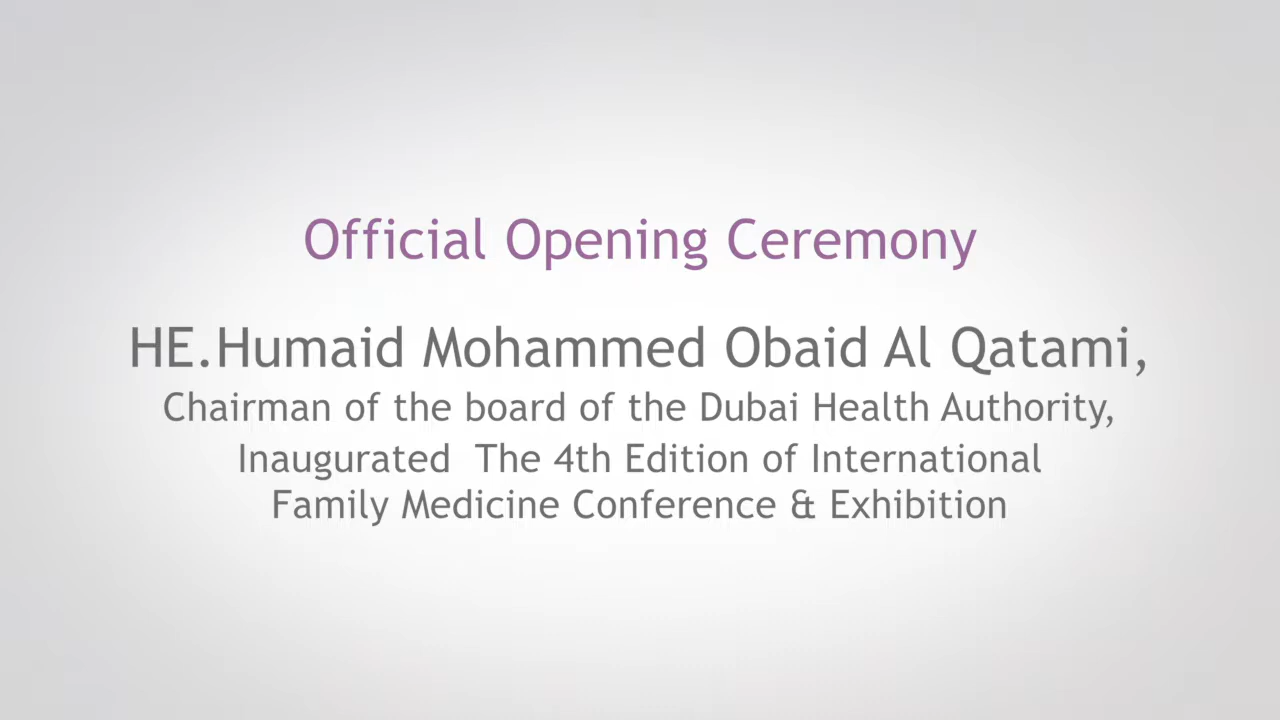 Official Opening Ceremony
HE.Humaid Mohammed Obaid Al Qatami,
Chairman of the board of the Dubai Health Authority,
Inaugurated  The 4th Edition of International
Family Medicine Conference & Exhibition